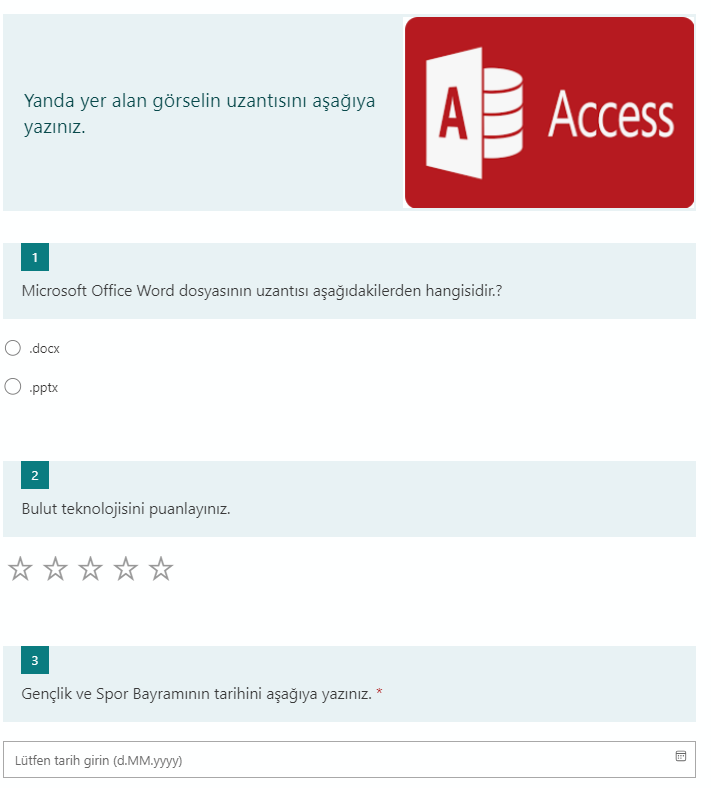 Yanda yer alan görselin uzantısını aşağıya
yazınız.
A Access
1
Microsoft Office Word dosyasının uzantısı aşağıdakilerden hangisidir.?
.docx
.pptx
2
Bulut teknolojisini puanlayınız.
3
Gençlik ve Spor Bayramının tarihini aşağıya yazınız. *
Lütfen tarih girin (d.MM.yyyy)